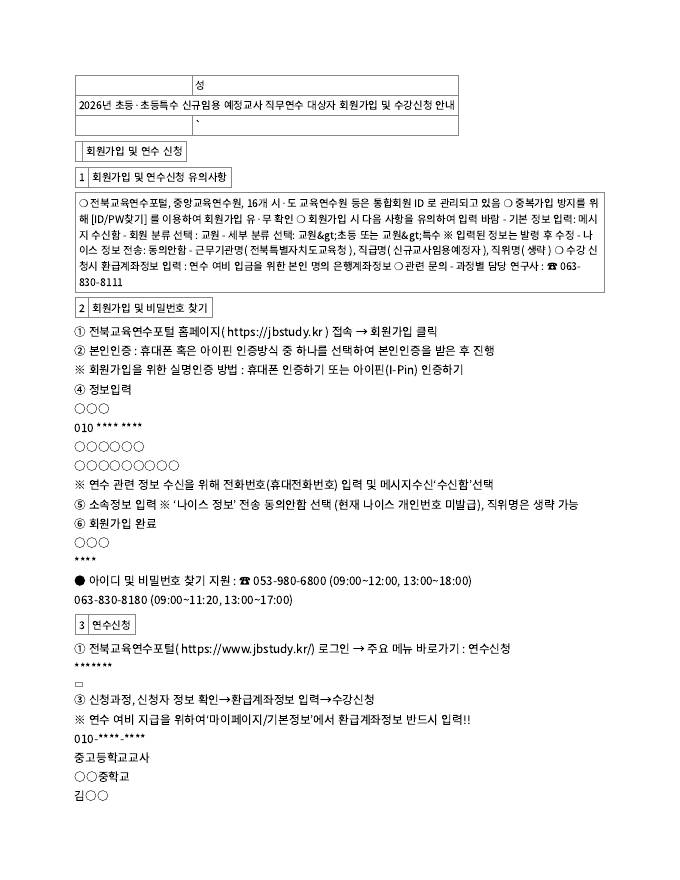 성
2026년 초등·초등특수 신규임용 예정교사 직무연수 대상자 회원가입 및 수강신청 안내
`
회원가입 및 연수 신청
1 회원가입 및 연수신청 유의사항
❍ 전북교육연수포털, 중앙교육연수원, 16개 시·도 교육연수원 등은 통합회원 ID 로 관리되고 있음 ❍ 중복가입 방지를 위
해 [ID/PW찾기] 를 이용하여 회원가입 유·무 확인 ❍ 회원가입 시 다음 사항을 유의하여 입력 바람 - 기본 정보 입력: 메시
지 수신함 - 회원 분류 선택 : 교원 - 세부 분류 선택: 교원&gt;초등 또는 교원&gt;특수 ※ 입력된 정보는 발령 후 수정 - 나
이스 정보 전송: 동의안함 - 근무기관명( 전북특별자치도교육청 ), 직급명( 신규교사임용예정자 ), 직위명( 생략 ) ❍ 수강 신
청시 환급계좌정보 입력 : 연수 여비 입금을 위한 본인 명의 은행계좌정보 ❍ 관련 문의 - 과정별 담당 연구사 : ☎ 063-
830-8111
2 회원가입 및 비밀번호 찾기
① 전북교육연수포털 홈페이지( https://jbstudy.kr ) 접속 → 회원가입 클릭
② 본인인증 : 휴대폰 혹은 아이핀 인증방식 중 하나를 선택하여 본인인증을 받은 후 진행
※ 회원가입을 위한 실명인증 방법 : 휴대폰 인증하기 또는 아이핀(I-Pin) 인증하기
④ 정보입력
○○○
010 **** ****
○○○○○○
○○○○○○○○○
※ 연수 관련 정보 수신을 위해 전화번호(휴대전화번호) 입력 및 메시지수신‘수신함’선택
⑤ 소속정보 입력 ※ ‘나이스 정보’ 전송 동의안함 선택 (현재 나이스 개인번호 미발급), 직위명은 생략 가능
⑥ 회원가입 완료
○○○
****
● 아이디 및 비밀번호 찾기 지원 : ☎ 053-980-6800 (09:00~12:00, 13:00~18:00)
063-830-8180 (09:00~11:20, 13:00~17:00)
3 연수신청
① 전북교육연수포털( https://www.jbstudy.kr/) 로그인 → 주요 메뉴 바로가기 : 연수신청
*******
▭
③ 신청과정, 신청자 정보 확인→환급계좌정보 입력→수강신청
※ 연수 여비 지급을 위하여‘마이페이지/기본정보’에서 환급계좌정보 반드시 입력!!
010-****-****
중고등학교교사
○○중학교
김○○